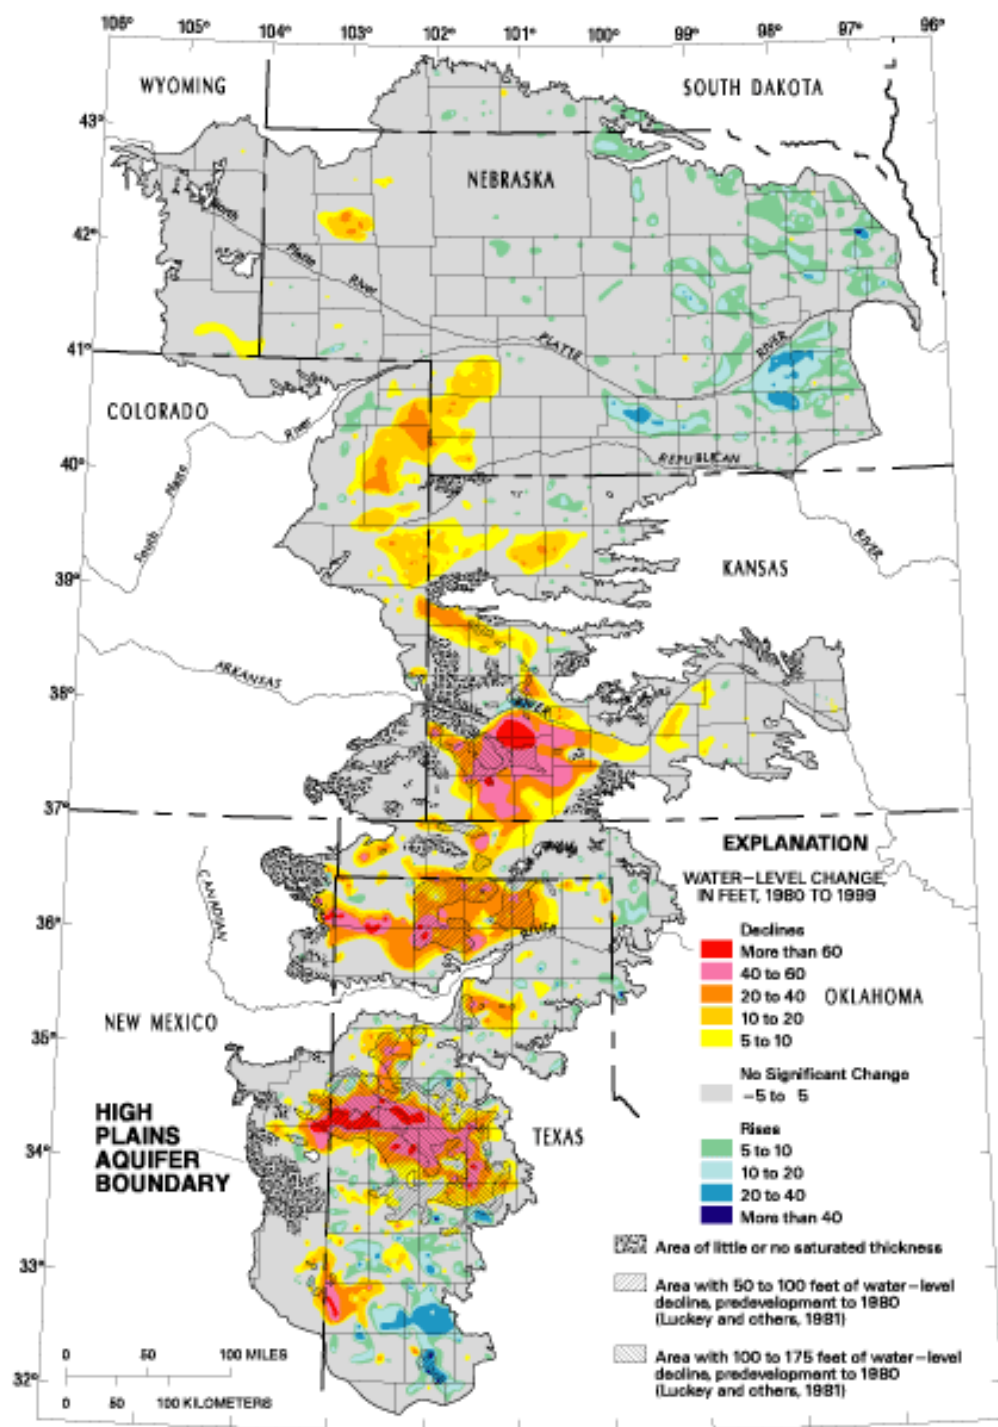 106° 105° 104° 103° 102° 101° 100° 99° 98° 97° 96°
WYOMING
SOUTH DAKOTA
43°
NEBRASKA
North
42°
Platte
River
PLATTE
RIVER
41°
COLORADO
River
40°
REPUBLICAN
South Platte
RIVER
KANSAS
39°
ARKANSAS
38°
RIVER
37°
EXPLANATION
WATER-LEVEL CHANGE,
IN FEET, 1980 TO 1999
CANADIAN
36°
RIVER
Declines
More than 60
40 to 60
20 to 40
OKLAHOMA
10 to 20
5 to 10
NEW MEXICO
35°
No Significant Change
-5 to 5
HIGH
PLAINS
AQUIFER
BOUNDARY
TEXAS
Rises
34°
5 to 10
10 to 20
20 to 40
More than 40
Area of little or no saturated thickness
33°
Area with 50 to 100 feet of water-level
decline, predevelopment to 1980
(Luckey and others, 1981)
0 50 100 MILES
Area with 100 to 175 feet of water-level
decline, predevelopment to 1980
(Luckey and others, 1981)
32°
0 50 100 KILOMETERS